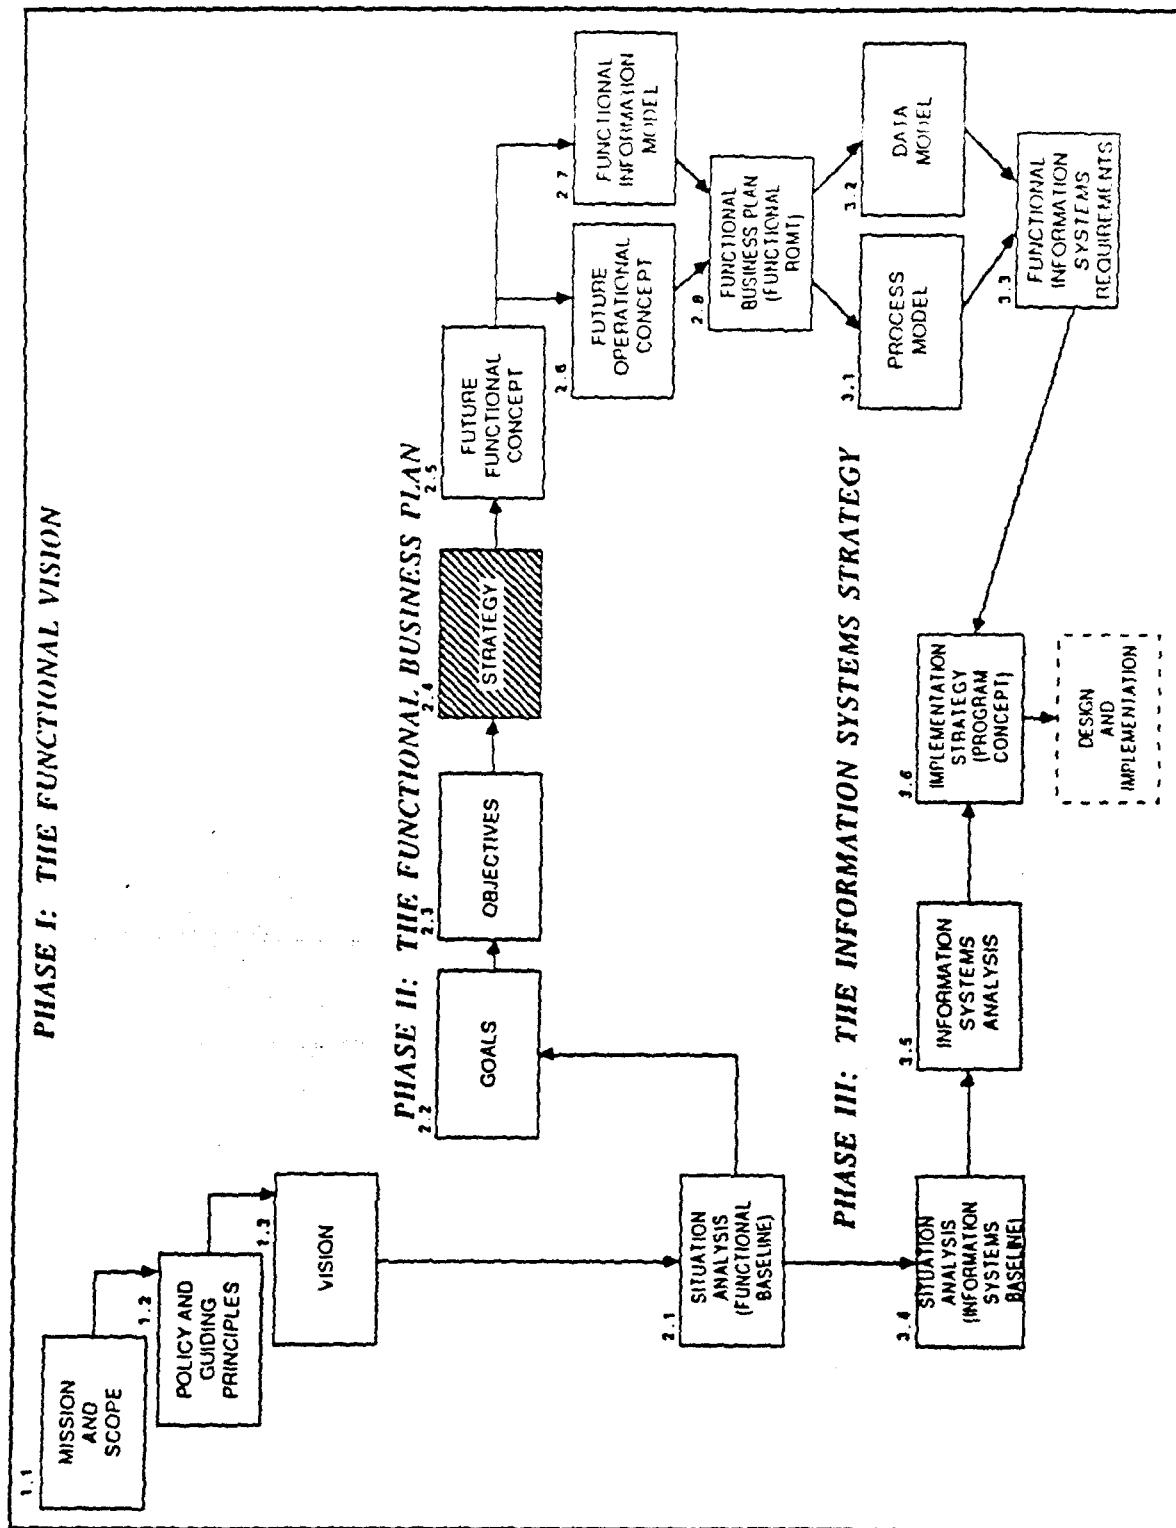 PHASE I: THE FUNCTIONAL VISION
1.1
MISSION
AND
SCOPE
1.2
POLICY AND
GUIDING
PRINCIPLES
1.3
VISION
PHASE II: THE FUNCTIONAL BUSINESS PLAN
2.1
SITUATION
ANALYSIS
(FUNCTIONAL
BASELINE)
2.2
GOALS
2.3
OBJECTIVES
2.4
STRATEGY
2.5
FUTURE
FUNCTIONAL
CONCEPT
2.6
FUTURE
OPERATIONAL
CONCEPT
2.7
FUNCTIONAL
INFORMATION
MODEL
2.8
FUNCTIONAL
BUSINESS PLAN
(FUNCTIONAL
RQMT)
PHASE III: THE INFORMATION SYSTEMS STRATEGY
3.1
PROCESS
MODEL
3.2
DATA
MODEL
3.3
FUNCTIONAL
INFORMATION
SYSTEMS
REQUIREMENTS
3.4
SITUATION
ANALYSIS
(INFORMATION
SYSTEMS
BASELINE)
3.5
INFORMATION
SYSTEMS
ANALYSIS
3.6
IMPLEMENTATION
STRATEGY
(PROGRAM
CONCEPT)
DESIGN
AND
IMPLEMENTATION